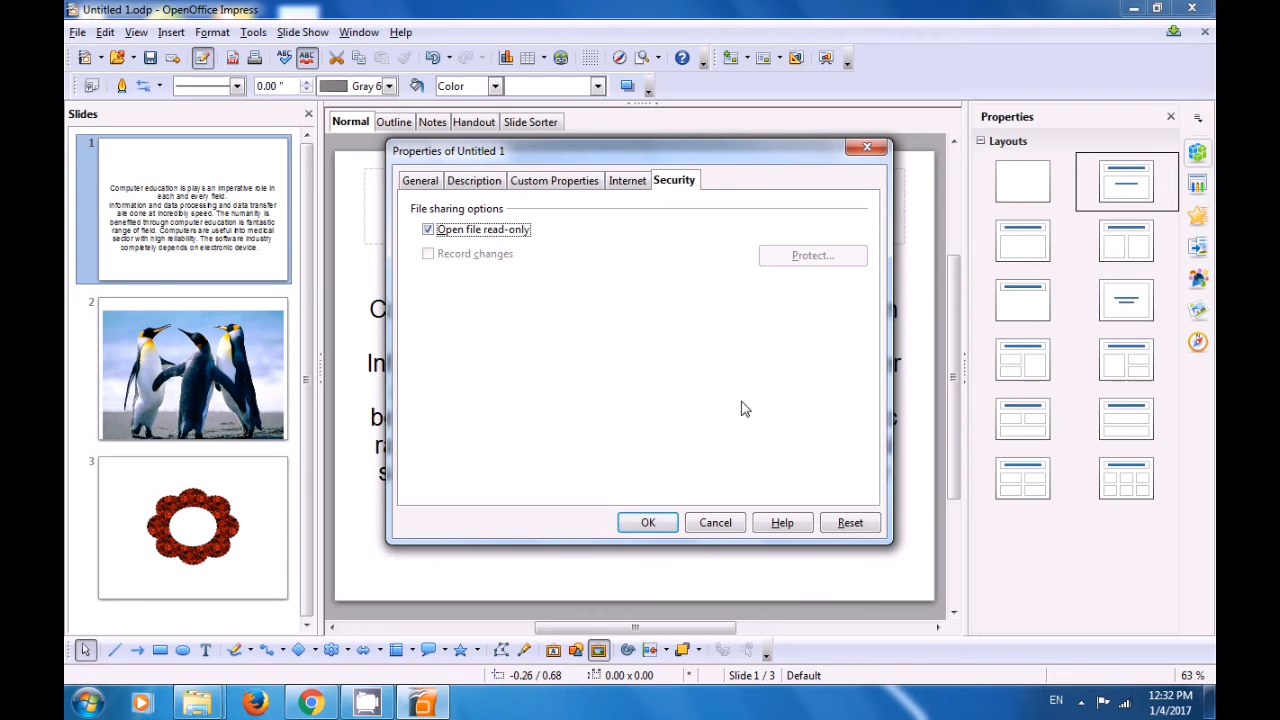 Untitled 1.odp - OpenOffice Impress
File Edit View Insert Format Tools Slide Show Window Help
0.00 " Gray 6 Color
Slides
Normal Outline Notes Handout Slide Sorter
Properties
Layouts
1
Computer education is plays an imperative role in
each and every field.
Information and data processing and data transfer
are done at incredibly speed. The humanity is
benefited through computer education is fantastic
range of field. Computers are useful into medical
sector with high reliability. The software industry
completely depends on electronic device.
2
3
Properties of Untitled 1
General Description Custom Properties Internet Security
File sharing options
Open file read-only
Record changes
Protect...
OK Cancel Help Reset
-0.26 / 0.68 0.00 x 0.00 * Slide 1 / 3 Default 63 %
EN 12:32 PM
1/4/2017